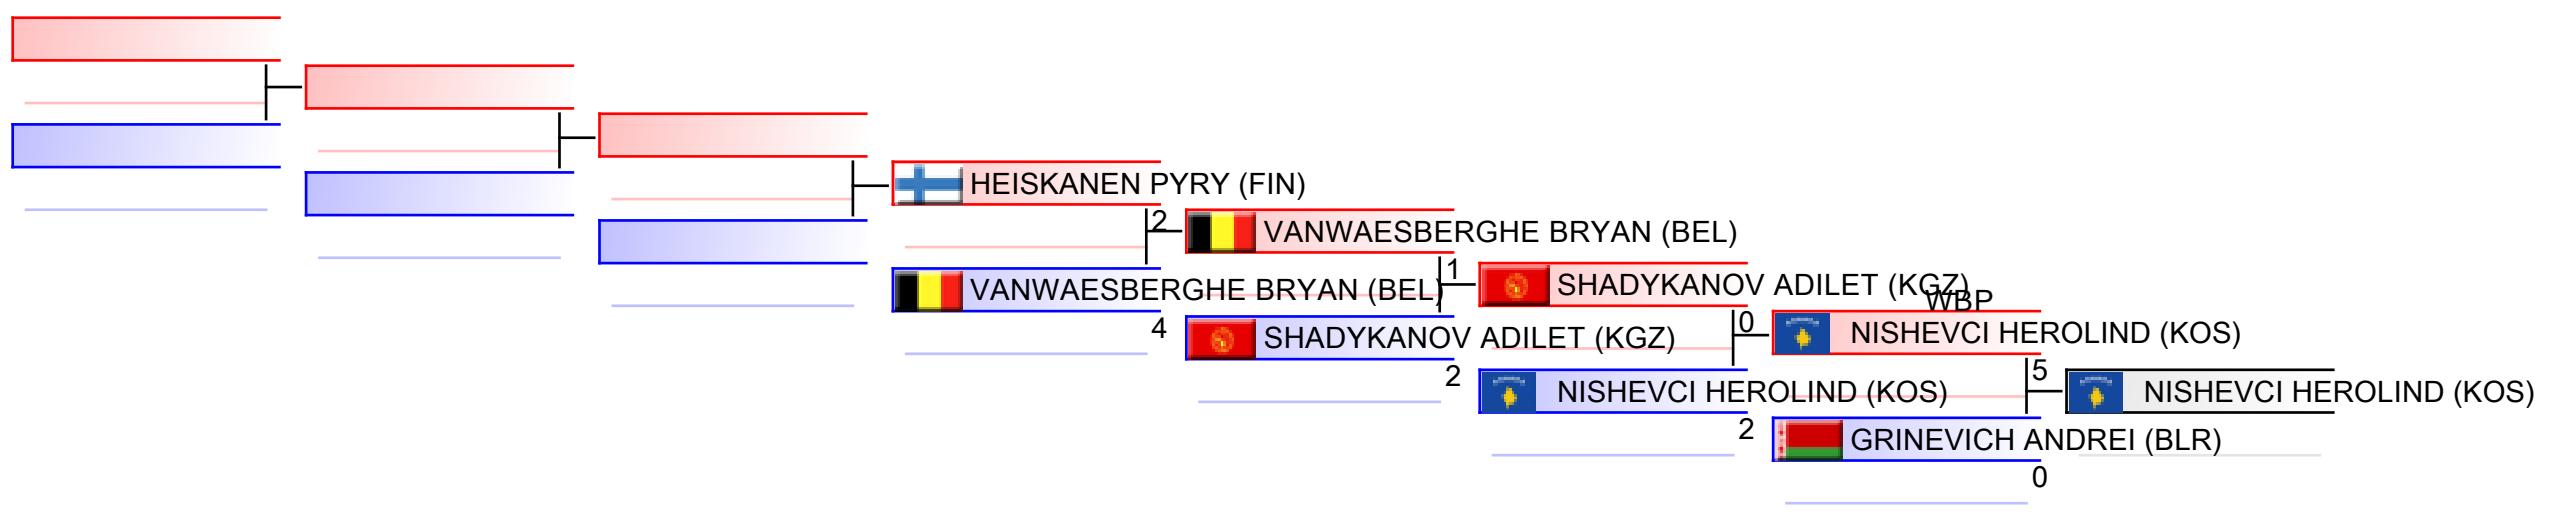 HEISKANEN PYRY (FIN)
2
VANWAESBERGHE BRYAN (BEL)
VANWAESBERGHE BRYAN (BEL)
4
1
SHADYKANOV ADILET (KGZ)
WBP
SHADYKANOV ADILET (KGZ)
2
0
NISHEVCI HEROLIND (KOS)
NISHEVCI HEROLIND (KOS)
2
5
NISHEVCI HEROLIND (KOS)
GRINEVICH ANDREI (BLR)
0